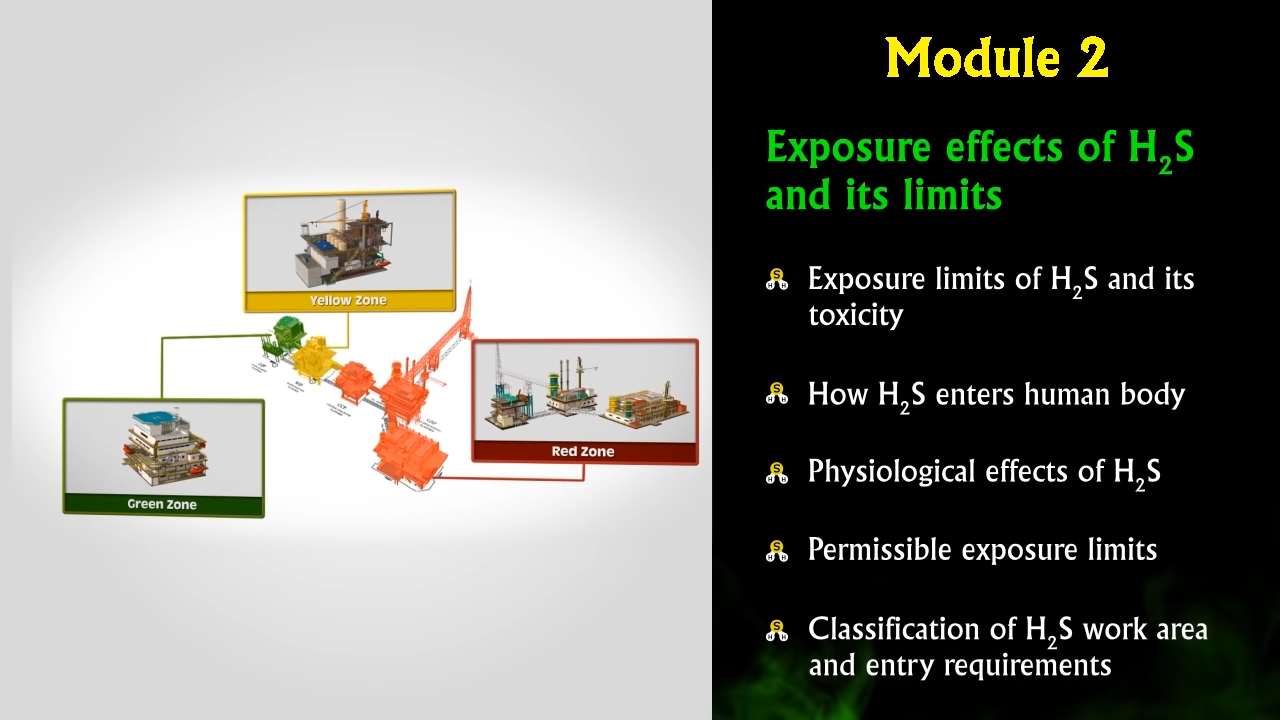 Module 2
Exposure effects of H₂S
and its limits
Exposure limits of H₂S and its
toxicity
How H₂S enters human body
Physiological effects of H₂S
Permissible exposure limits
Classification of H₂S work area
and entry requirements
Yellow Zone
Red Zone
Green Zone